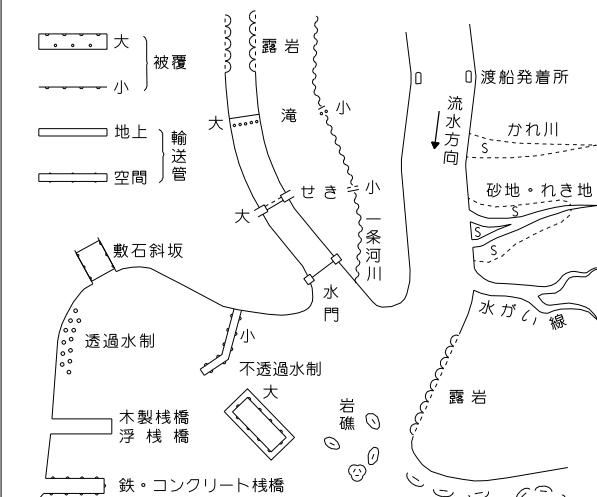 大
被覆
小
地上
輸送管
空間
敷石斜坂
透過水制
木製桟橋
浮桟橋
鉄・コンクリート桟橋
露岩
大
滝
小
せき
小
大
一条河川
水門
小
不透過水制
大
岩礁
渡船発着所
流水方向
かれ川
S
砂地・れき地
S
S
S
水がい線
露岩